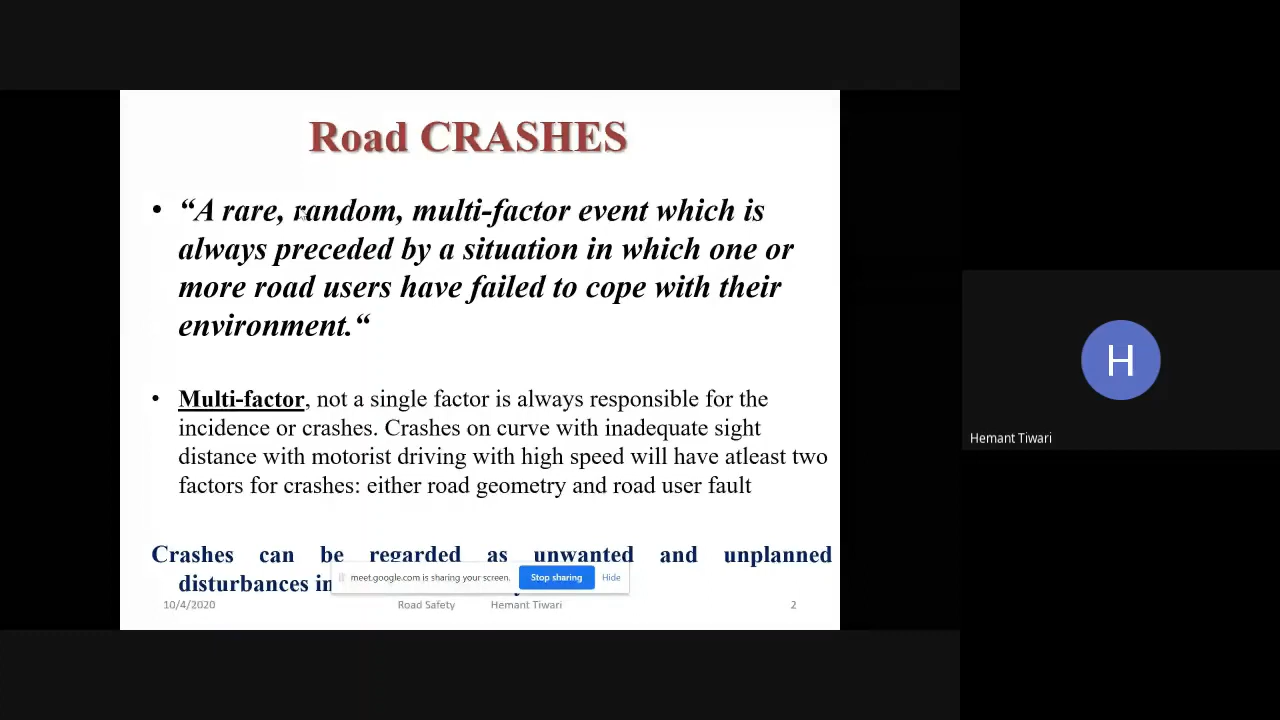 Road CRASHES
• “A rare, random, multi-factor event which is
always preceded by a situation in which one or
more road users have failed to cope with their
environment.“
• Multi-factor, not a single factor is always responsible for the
incidence or crashes. Crashes on curve with inadequate sight
distance with motorist driving with high speed will have atleast two
factors for crashes: either road geometry and road user fault
Crashes can be regarded as unwanted and unplanned
disturbances in
meet.google.com is sharing your screen. Stop sharing Hide
10/4/2020 Road Safety Hemant Tiwari 2
H
Hemant Tiwari